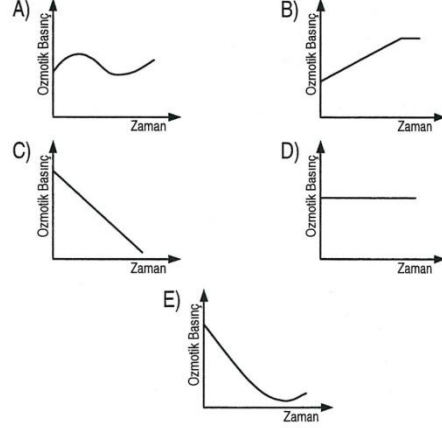 A)
Ozmotik Basınç
Zaman
B)
Ozmotik Basınç
Zaman
C)
Ozmotik Basınç
Zaman
D)
Ozmotik Basınç
Zaman
E)
Ozmotik Basınç
Zaman